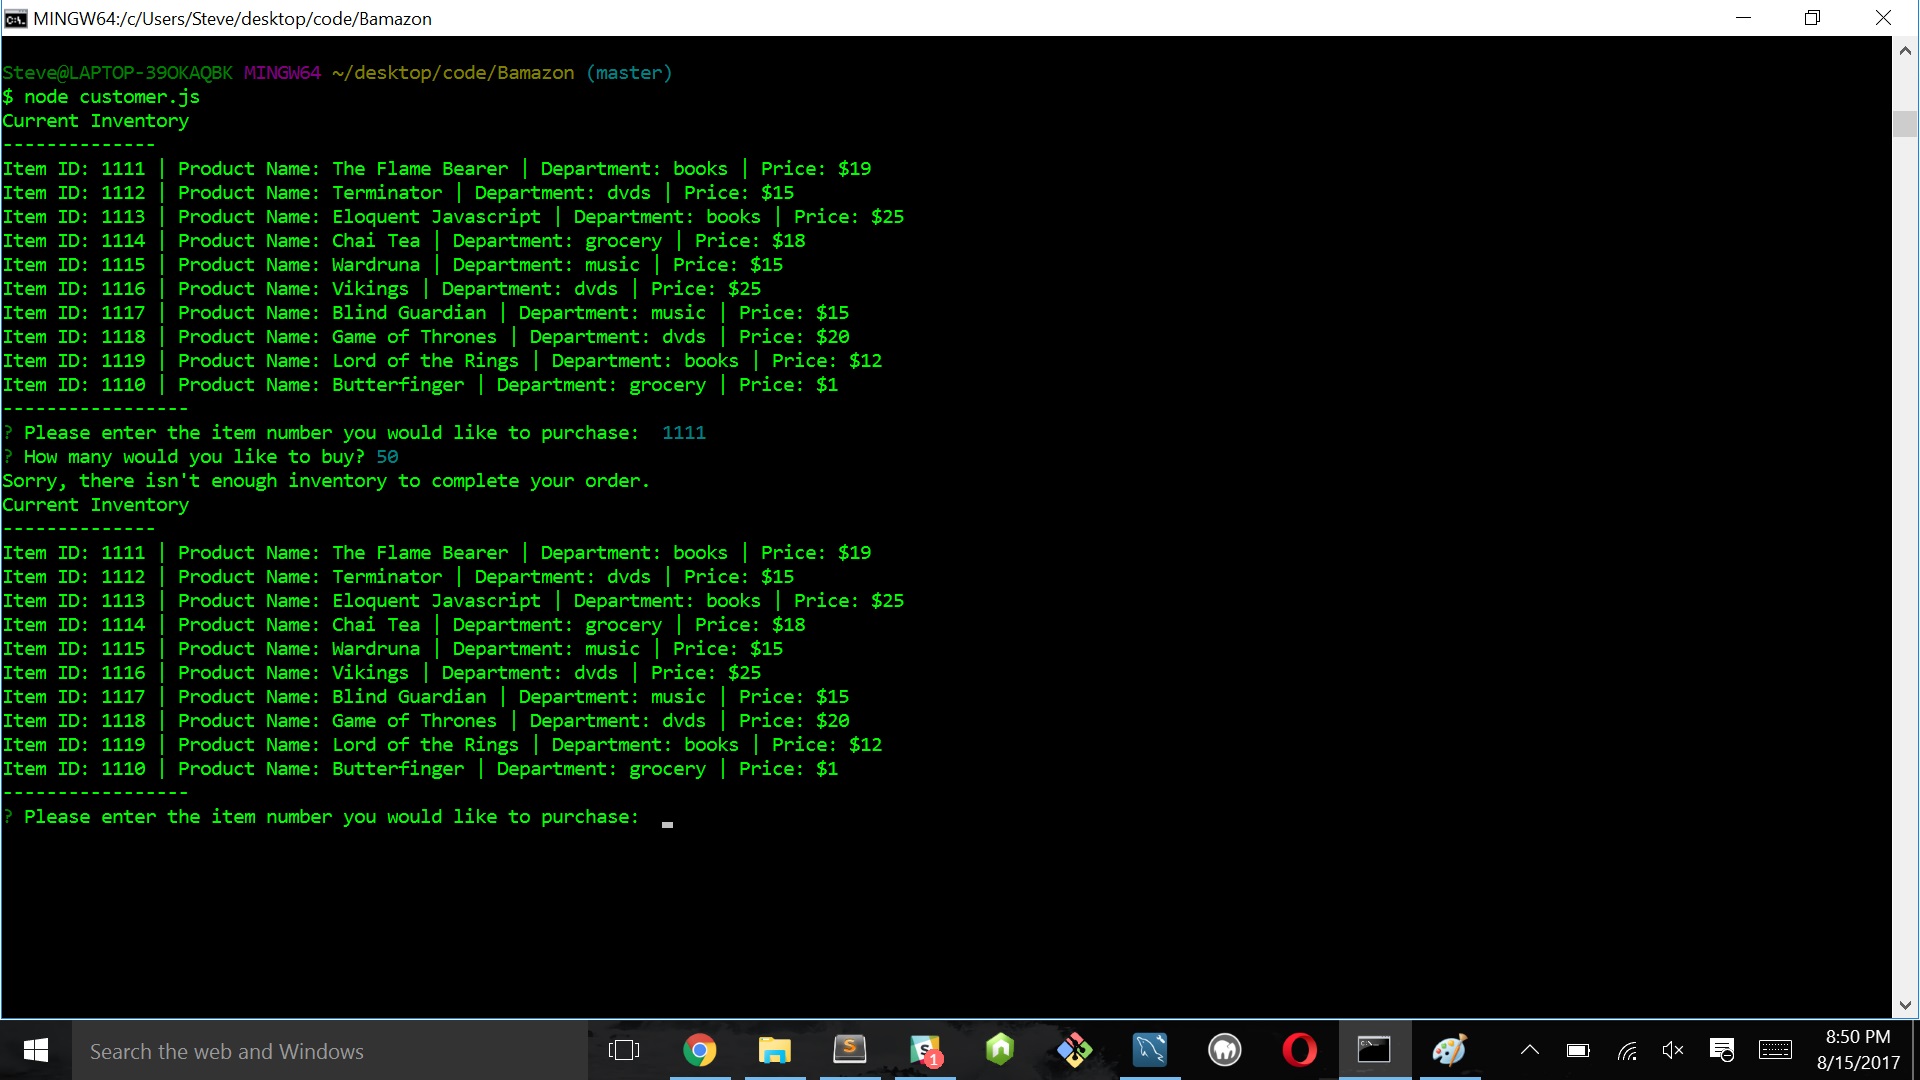 MINGW64:/c/Users/Steve/desktop/code/Bamazon
Steve@LAPTOP-39OKAQBK MINGW64 ~/desktop/code/Bamazon (master)
$ node customer.js
Current Inventory
--------------
Item ID: 1111 | Product Name: The Flame Bearer | Department: books | Price: $19
Item ID: 1112 | Product Name: Terminator | Department: dvds | Price: $15
Item ID: 1113 | Product Name: Eloquent Javascript | Department: books | Price: $25
Item ID: 1114 | Product Name: Chai Tea | Department: grocery | Price: $18
Item ID: 1115 | Product Name: Wardruna | Department: music | Price: $15
Item ID: 1116 | Product Name: Vikings | Department: dvds | Price: $25
Item ID: 1117 | Product Name: Blind Guardian | Department: music | Price: $15
Item ID: 1118 | Product Name: Game of Thrones | Department: dvds | Price: $20
Item ID: 1119 | Product Name: Lord of the Rings | Department: books | Price: $12
Item ID: 1110 | Product Name: Butterfinger | Department: grocery | Price: $1
-----------------
? Please enter the item number you would like to purchase:  1111
? How many would you like to buy? 50
Sorry, there isn't enough inventory to complete your order.
Current Inventory
--------------
Item ID: 1111 | Product Name: The Flame Bearer | Department: books | Price: $19
Item ID: 1112 | Product Name: Terminator | Department: dvds | Price: $15
Item ID: 1113 | Product Name: Eloquent Javascript | Department: books | Price: $25
Item ID: 1114 | Product Name: Chai Tea | Department: grocery | Price: $18
Item ID: 1115 | Product Name: Wardruna | Department: music | Price: $15
Item ID: 1116 | Product Name: Vikings | Department: dvds | Price: $25
Item ID: 1117 | Product Name: Blind Guardian | Department: music | Price: $15
Item ID: 1118 | Product Name: Game of Thrones | Department: dvds | Price: $20
Item ID: 1119 | Product Name: Lord of the Rings | Department: books | Price: $12
Item ID: 1110 | Product Name: Butterfinger | Department: grocery | Price: $1
-----------------
? Please enter the item number you would like to purchase:
Search the web and Windows
1
8:50 PM
8/15/2017